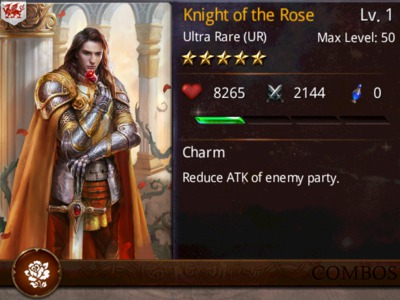 Knight of the Rose Lv. 1
Ultra Rare (UR) Max Level: 50
8265 2144 0
Charm
Reduce ATK of enemy party.
COMBOS